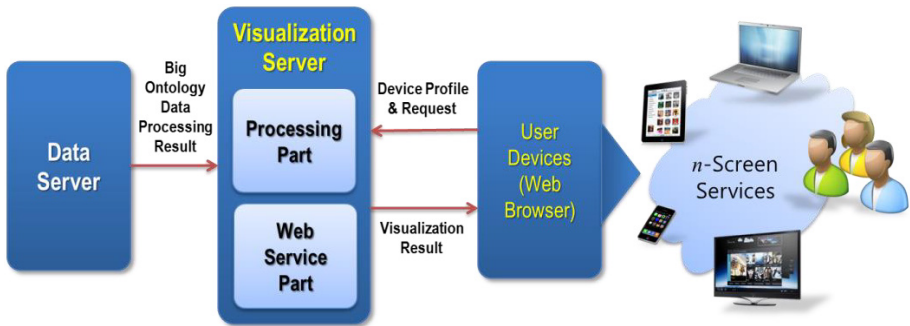 Data
Server
Big
Ontology
Data
Processing
Result
Visualization
Server
Processing
Part
Web
Service
Part
Device Profile
& Request
Visualization
Result
User
Devices
(Web
Browser)
n-Screen
Services